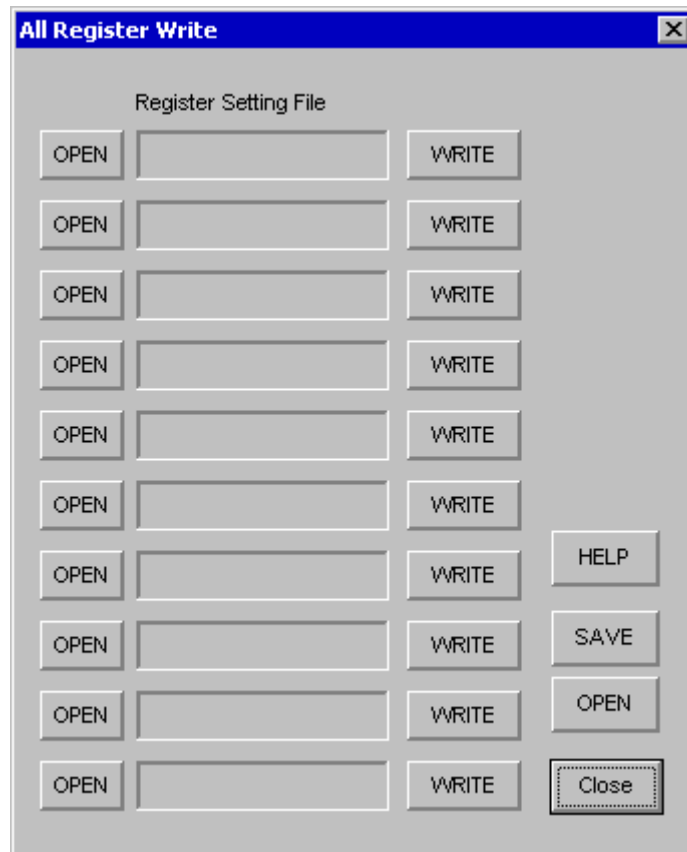 All Register Write
Register Setting File
OPEN WRITE
OPEN WRITE
OPEN WRITE
OPEN WRITE
OPEN WRITE
OPEN WRITE
HELP
OPEN WRITE
SAVE
OPEN WRITE
OPEN
OPEN WRITE
OPEN WRITE Close